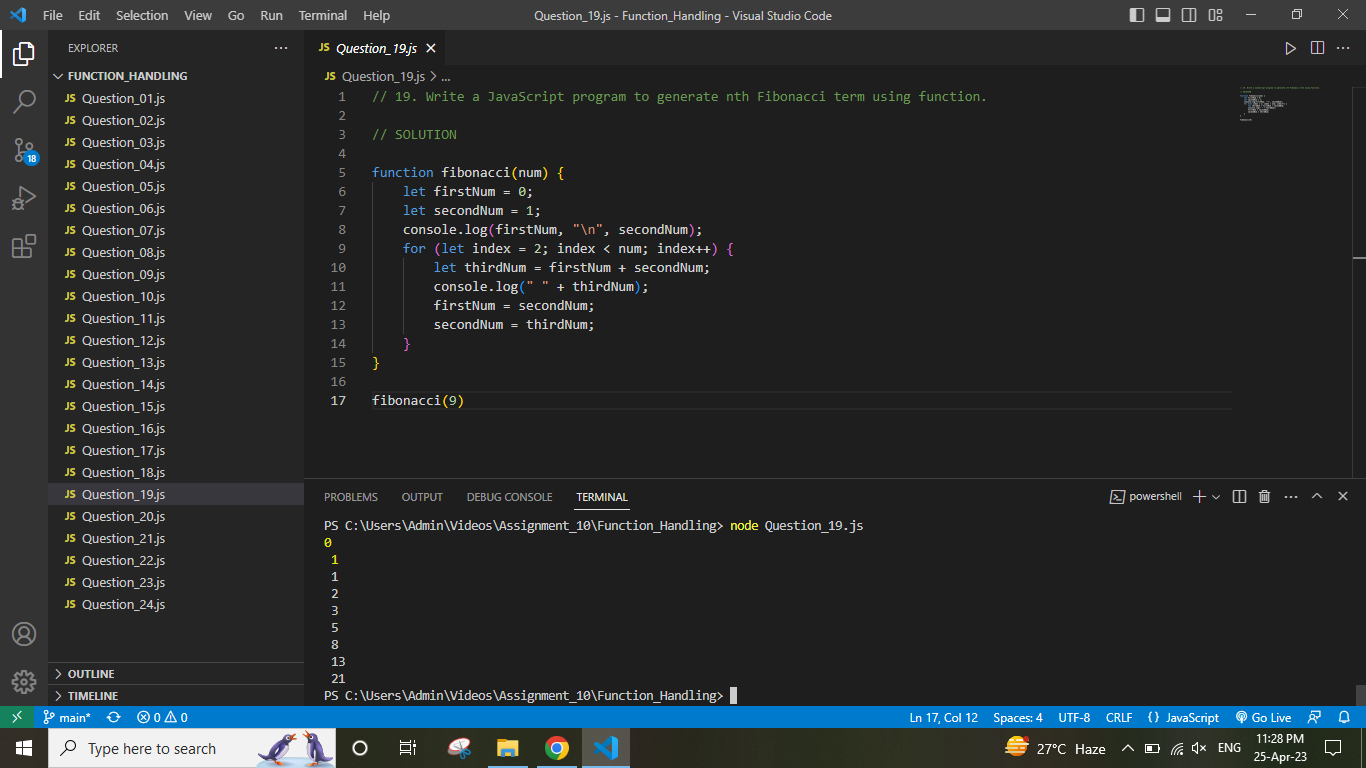 File Edit Selection View Go Run Terminal Help Question_19.js - Function_Handling - Visual Studio Code
EXPLORER
FUNCTION_HANDLING
JS Question_01.js
JS Question_02.js
JS Question_03.js
JS Question_04.js
JS Question_05.js
JS Question_06.js
JS Question_07.js
JS Question_08.js
JS Question_09.js
JS Question_10.js
JS Question_11.js
JS Question_12.js
JS Question_13.js
JS Question_14.js
JS Question_15.js
JS Question_16.js
JS Question_17.js
JS Question_18.js
JS Question_19.js
JS Question_20.js
JS Question_21.js
JS Question_22.js
JS Question_23.js
JS Question_24.js
OUTLINE
TIMELINE
18
JS Question_19.js
JS Question_19.js > ...
1 // 19. Write a JavaScript program to generate nth Fibonacci term using function.
2
3 // SOLUTION
4
5 function fibonacci(num) {
6     let firstNum = 0;
7     let secondNum = 1;
8     console.log(firstNum, "\n", secondNum);
9     for (let index = 2; index < num; index++) {
10         let thirdNum = firstNum + secondNum;
11         console.log(" " + thirdNum);
12         firstNum = secondNum;
13         secondNum = thirdNum;
14     }
15 }
16
17 fibonacci(9)
PROBLEMS OUTPUT DEBUG CONSOLE TERMINAL powershell
PS C:\Users\Admin\Videos\Assignment_10\Function_Handling> node Question_19.js
0
1
1
2
3
5
8
13
21
PS C:\Users\Admin\Videos\Assignment_10\Function_Handling>
main* 0 0 Ln 17, Col 12 Spaces: 4 UTF-8 CRLF {} JavaScript Go Live
Type here to search 27°C Haze ENG 11:28 PM
25-Apr-23